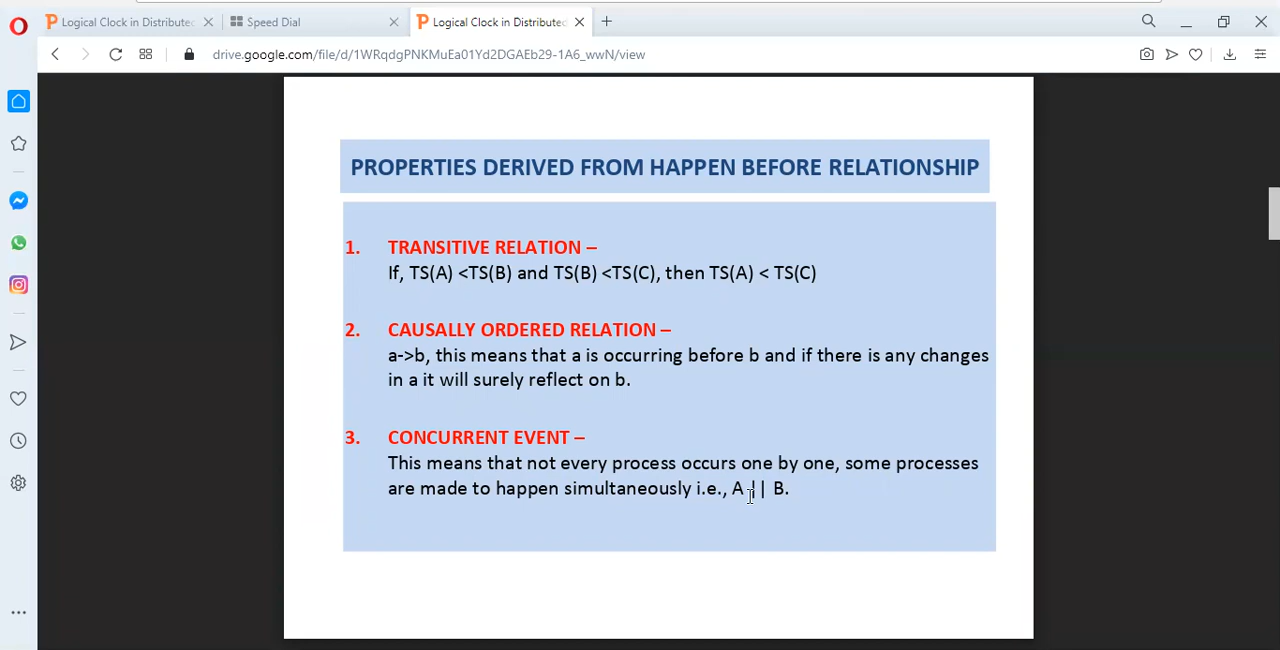 Logical Clock in Distributed
Speed Dial
Logical Clock in Distributed
drive.google.com/file/d/1WRqdgPNKMuEa01Yd2DGAEb29-1A6_wwN/view
PROPERTIES DERIVED FROM HAPPEN BEFORE RELATIONSHIP
1. TRANSITIVE RELATION –
If, TS(A) <TS(B) and TS(B) <TS(C), then TS(A) < TS(C)
2. CAUSALLY ORDERED RELATION –
a->b, this means that a is occurring before b and if there is any changes
in a it will surely reflect on b.
3. CONCURRENT EVENT –
This means that not every process occurs one by one, some processes
are made to happen simultaneously i.e., A || B.